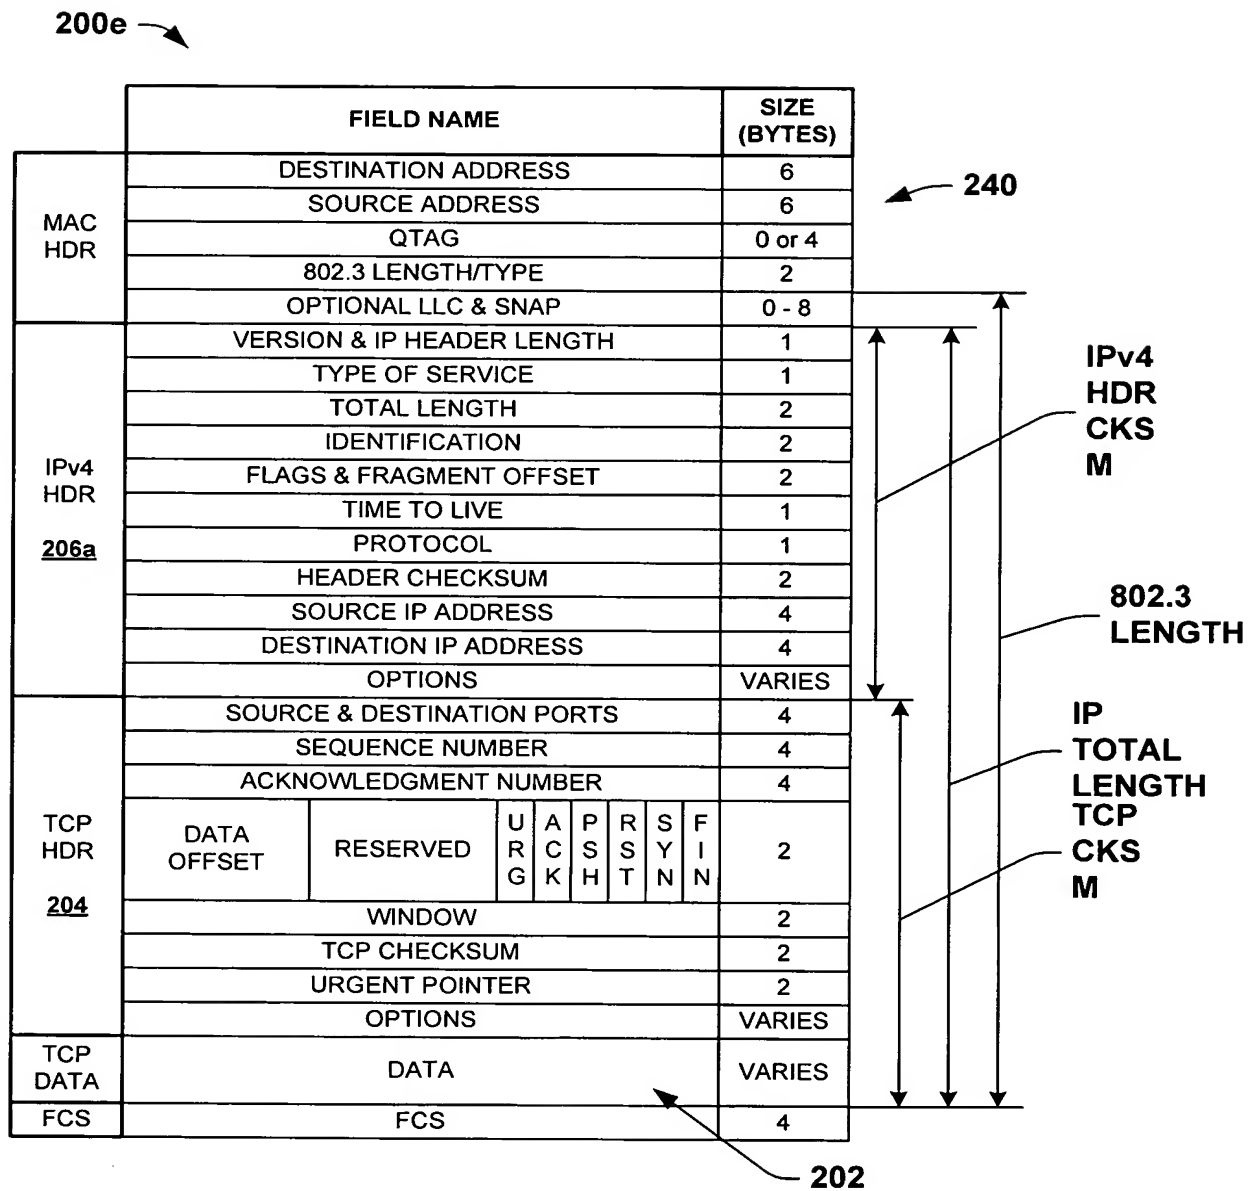 200e
FIELD NAME
SIZE
(BYTES)
MAC
HDR
DESTINATION ADDRESS 6
SOURCE ADDRESS 6
QTAG 0 or 4
802.3 LENGTH/TYPE 2
OPTIONAL LLC & SNAP 0 - 8
240
IPv4
HDR
206a
VERSION & IP HEADER LENGTH 1
TYPE OF SERVICE 1
TOTAL LENGTH 2
IDENTIFICATION 2
FLAGS & FRAGMENT OFFSET 2
TIME TO LIVE 1
PROTOCOL 1
HEADER CHECKSUM 2
SOURCE IP ADDRESS 4
DESTINATION IP ADDRESS 4
OPTIONS VARIES
IPv4
HDR
CKS
M
802.3
LENGTH
TCP
HDR
204
SOURCE & DESTINATION PORTS 4
SEQUENCE NUMBER 4
ACKNOWLEDGMENT NUMBER 4
DATA
OFFSET
RESERVED
URG
ACK
PSH
RST
SYN
FIN
2
WINDOW 2
TCP CHECKSUM 2
URGENT POINTER 2
OPTIONS VARIES
IP
TOTAL
LENGTH
TCP
CKS
M
TCP
DATA
DATA VARIES
FCS FCS 4
202